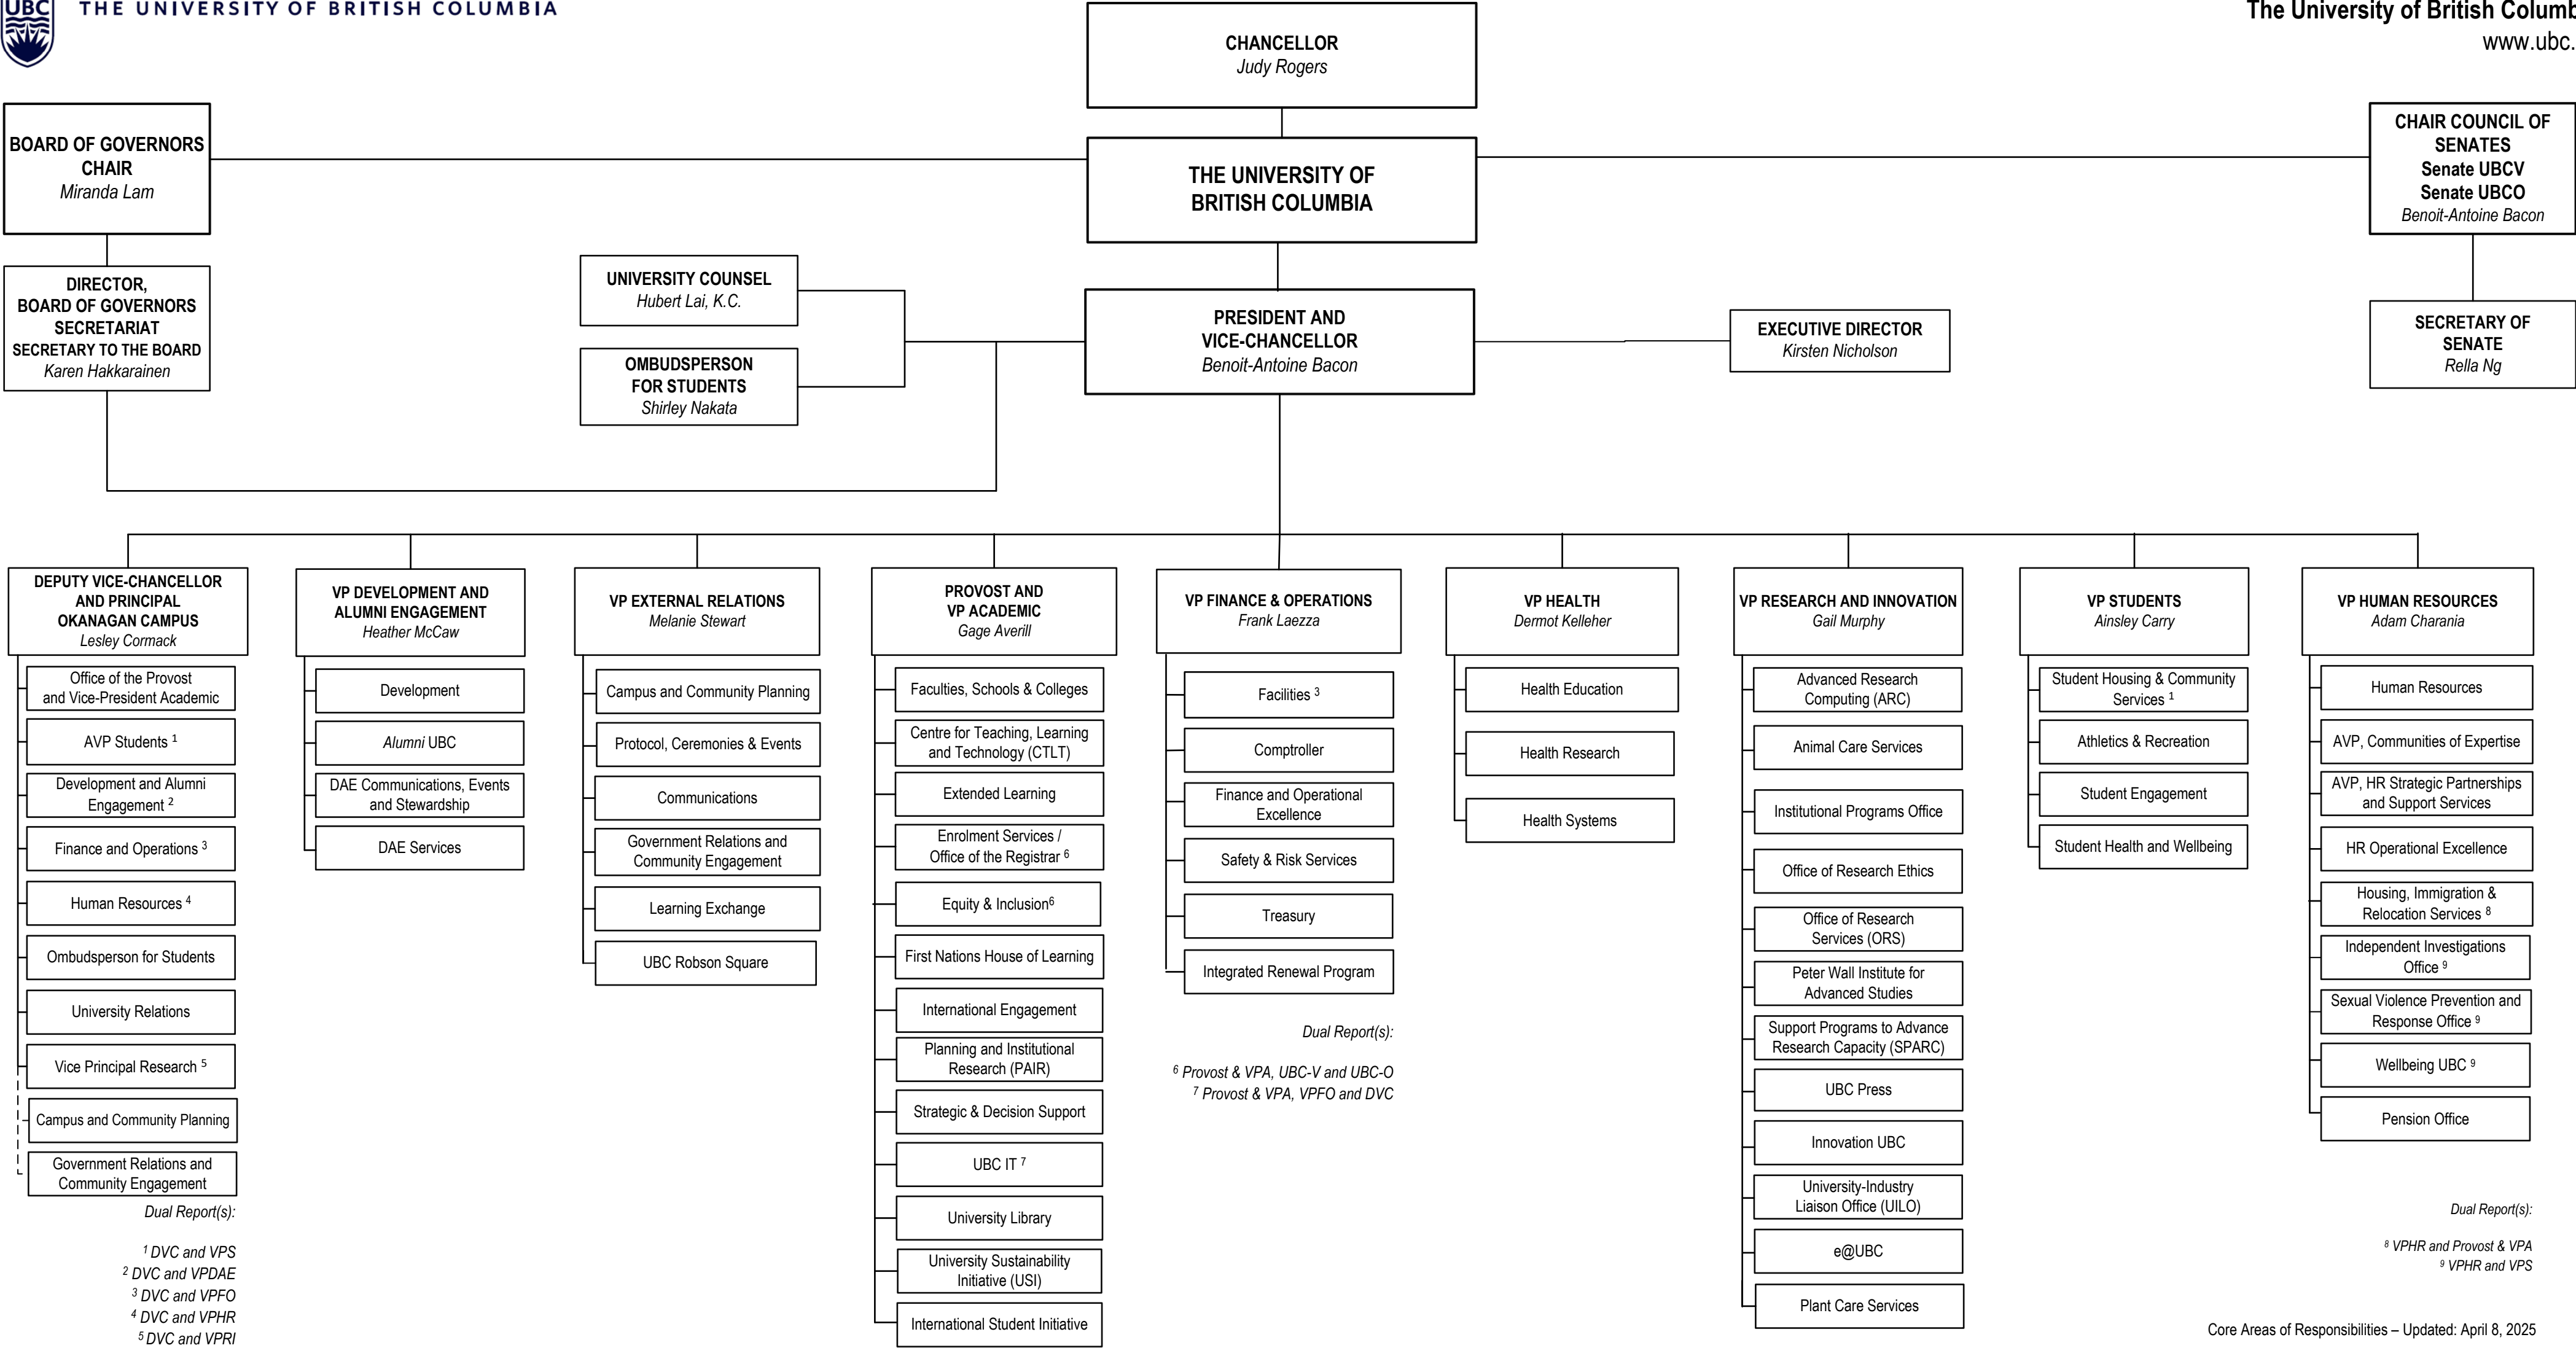 UBC
THE UNIVERSITY OF BRITISH COLUMBIA
The University of British Columb
www.ubc.
CHANCELLOR
Judy Rogers
BOARD OF GOVERNORS
CHAIR
Miranda Lam
THE UNIVERSITY OF
BRITISH COLUMBIA
CHAIR COUNCIL OF
SENATES
Senate UBCV
Senate UBCO
Benoit-Antoine Bacon
DIRECTOR,
BOARD OF GOVERNORS
SECRETARIAT
SECRETARY TO THE BOARD
Karen Hakkarainen
UNIVERSITY COUNSEL
Hubert Lai, K.C.
OMBUDSPERSON
FOR STUDENTS
Shirley Nakata
PRESIDENT AND
VICE-CHANCELLOR
Benoit-Antoine Bacon
EXECUTIVE DIRECTOR
Kirsten Nicholson
SECRETARY OF
SENATE
Rella Ng
DEPUTY VICE-CHANCELLOR
AND PRINCIPAL
OKANAGAN CAMPUS
Lesley Cormack
Office of the Provost
and Vice-President Academic
AVP Students 1
Development and Alumni
Engagement 2
Finance and Operations 3
Human Resources 4
Ombudsperson for Students
University Relations
Vice Principal Research 5
Campus and Community Planning
Government Relations and
Community Engagement
Dual Report(s):
1 DVC and VPS
2 DVC and VPDAE
3 DVC and VPFO
4 DVC and VPHR
5 DVC and VPRI
VP DEVELOPMENT AND
ALUMNI ENGAGEMENT
Heather McCaw
Development
Alumni UBC
DAE Communications, Events
and Stewardship
DAE Services
VP EXTERNAL RELATIONS
Melanie Stewart
Campus and Community Planning
Protocol, Ceremonies & Events
Communications
Government Relations and
Community Engagement
Learning Exchange
UBC Robson Square
PROVOST AND
VP ACADEMIC
Gage Averill
Faculties, Schools & Colleges
Centre for Teaching, Learning
and Technology (CTLT)
Extended Learning
Enrolment Services /
Office of the Registrar 6
Equity & Inclusion6
First Nations House of Learning
International Engagement
Planning and Institutional
Research (PAIR)
Strategic & Decision Support
UBC IT 7
University Library
University Sustainability
Initiative (USI)
International Student Initiative
VP FINANCE & OPERATIONS
Frank Laezza
Facilities 3
Comptroller
Finance and Operational
Excellence
Safety & Risk Services
Treasury
Integrated Renewal Program
Dual Report(s):
6 Provost & VPA, UBC-V and UBC-O
7 Provost & VPA, VPFO and DVC
VP HEALTH
Dermot Kelleher
Health Education
Health Research
Health Systems
VP RESEARCH AND INNOVATION
Gail Murphy
Advanced Research
Computing (ARC)
Animal Care Services
Institutional Programs Office
Office of Research Ethics
Office of Research
Services (ORS)
Peter Wall Institute for
Advanced Studies
Support Programs to Advance
Research Capacity (SPARC)
UBC Press
Innovation UBC
University-Industry
Liaison Office (UILO)
e@UBC
Plant Care Services
VP STUDENTS
Ainsley Carry
Student Housing & Community
Services 1
Athletics & Recreation
Student Engagement
Student Health and Wellbeing
VP HUMAN RESOURCES
Adam Charania
Human Resources
AVP, Communities of Expertise
AVP, HR Strategic Partnerships
and Support Services
HR Operational Excellence
Housing, Immigration &
Relocation Services 8
Independent Investigations
Office 9
Sexual Violence Prevention and
Response Office 9
Wellbeing UBC 9
Pension Office
Dual Report(s):
8 VPHR and Provost & VPA
9 VPHR and VPS
Core Areas of Responsibilities – Updated: April 8, 2025